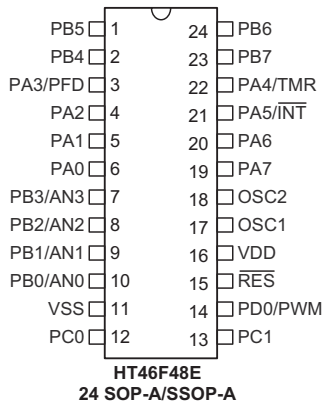 PB5 1 24 PB6
PB4 2 23 PB7
PA3/PFD 3 22 PA4/TMR
PA2 4 21 PA5/INT
PA1 5 20 PA6
PA0 6 19 PA7
PB3/AN3 7 18 OSC2
PB2/AN2 8 17 OSC1
PB1/AN1 9 16 VDD
PB0/AN0 10 15 RES
VSS 11 14 PD0/PWM
PC0 12 13 PC1
HT46F48E
24 SOP-A/SSOP-A